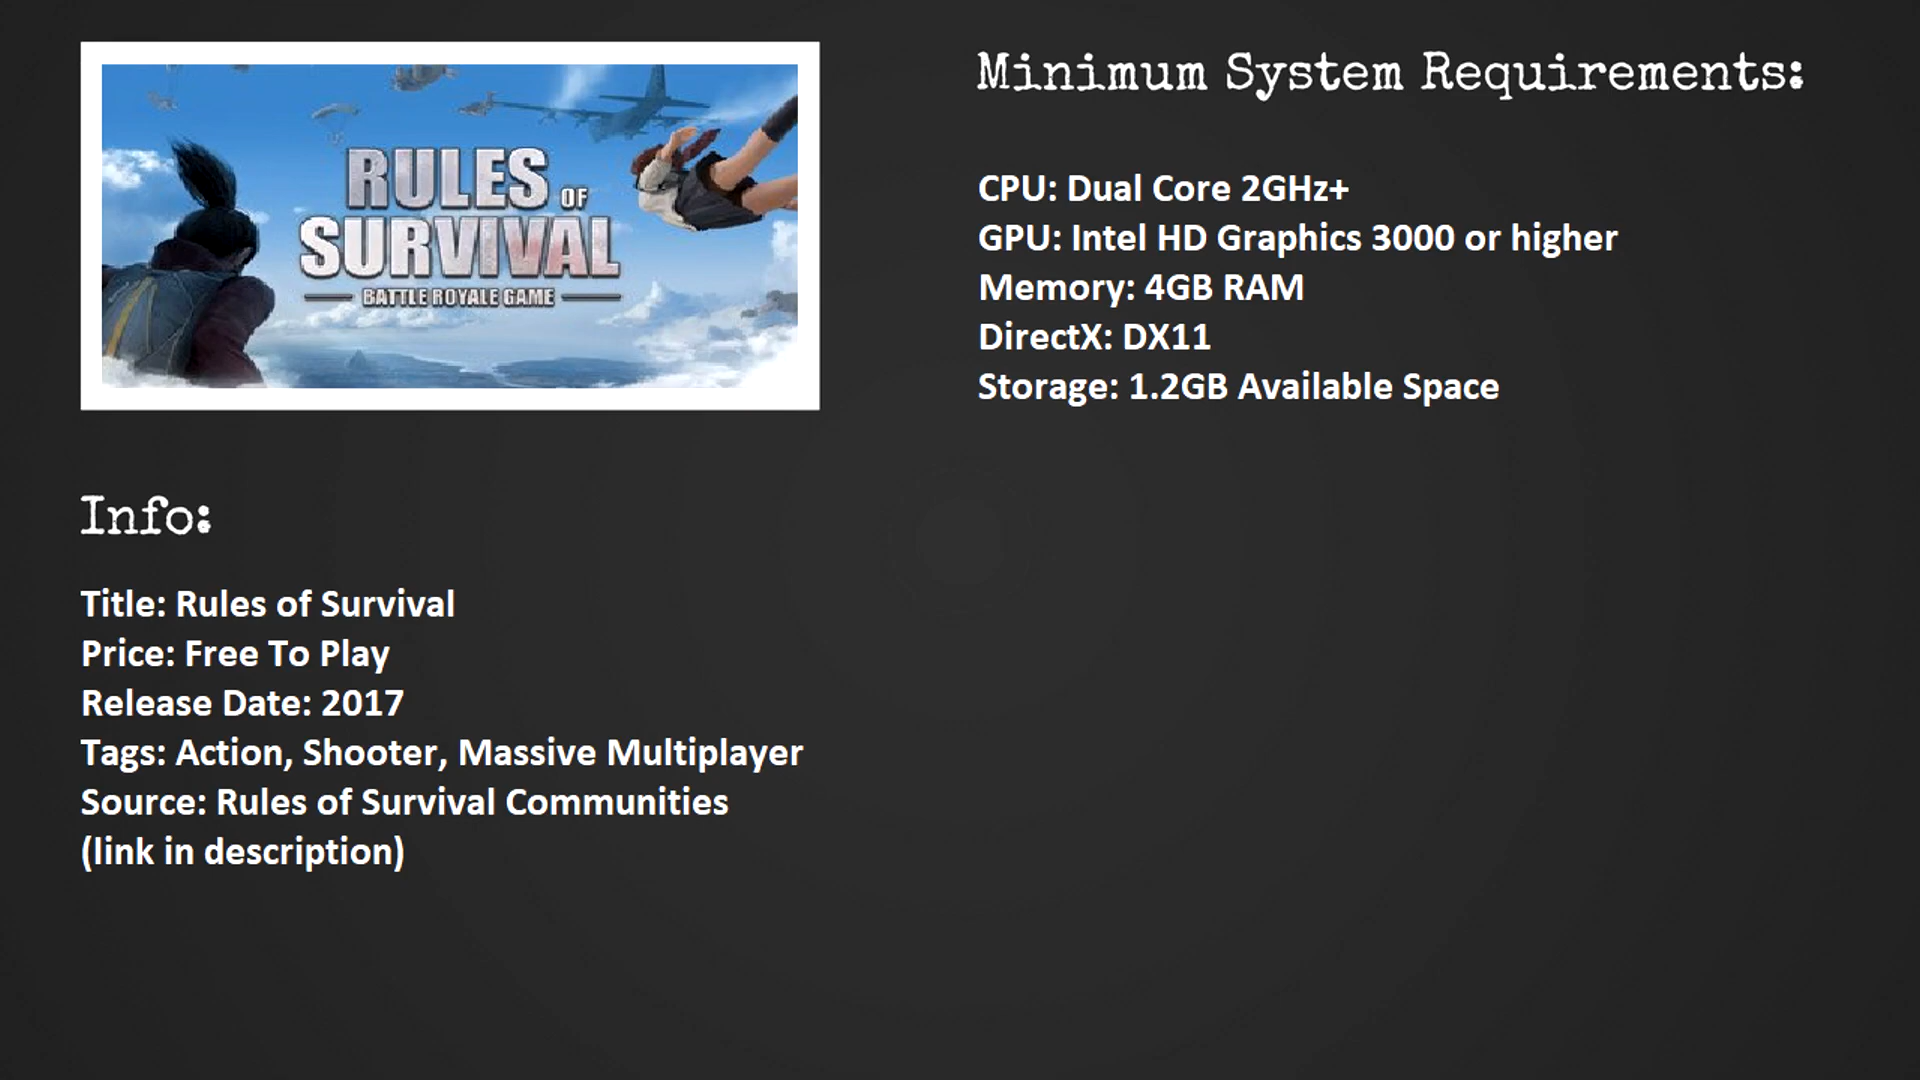 RULES OF
SURVIVAL
BATTLE ROYALE GAME
Minimum System Requirements:
CPU: Dual Core 2GHz+
GPU: Intel HD Graphics 3000 or higher
Memory: 4GB RAM
DirectX: DX11
Storage: 1.2GB Available Space
Info:
Title: Rules of Survival
Price: Free To Play
Release Date: 2017
Tags: Action, Shooter, Massive Multiplayer
Source: Rules of Survival Communities
(link in description)